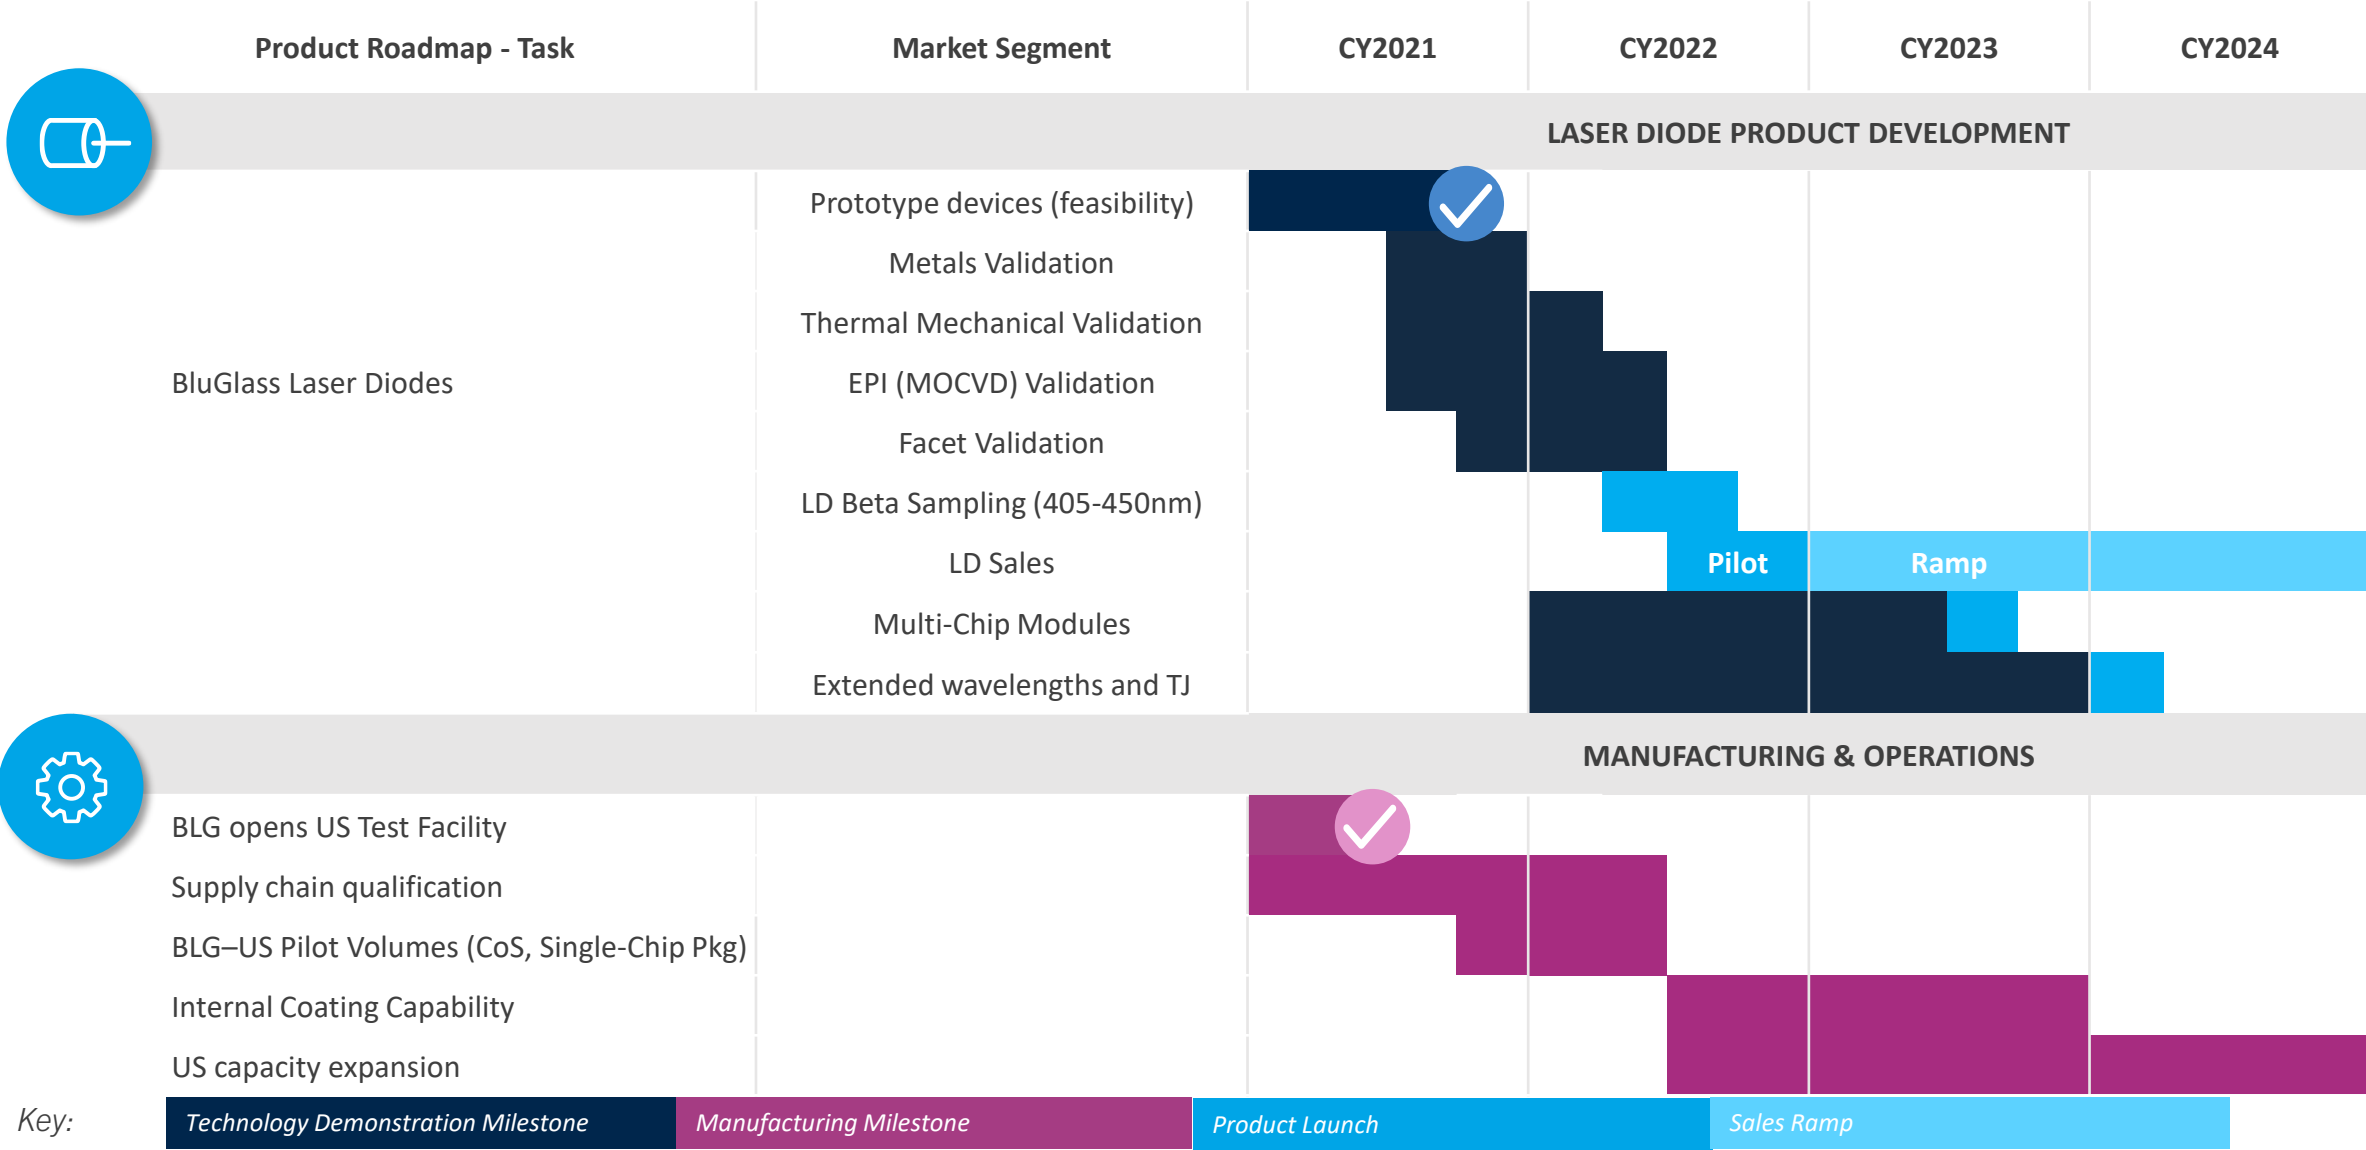 Product Roadmap - Task Market Segment CY2021 CY2022 CY2023 CY2024
LASER DIODE PRODUCT DEVELOPMENT
Prototype devices (feasibility)
Metals Validation
Thermal Mechanical Validation
BluGlass Laser Diodes EPI (MOCVD) Validation
Facet Validation
LD Beta Sampling (405-450nm)
LD Sales Pilot Ramp
Multi-Chip Modules
Extended wavelengths and TJ
MANUFACTURING & OPERATIONS
BLG opens US Test Facility
Supply chain qualification
BLG–US Pilot Volumes (CoS, Single-Chip Pkg)
Internal Coating Capability
US capacity expansion
Key: Technology Demonstration Milestone Manufacturing Milestone Product Launch Sales Ramp